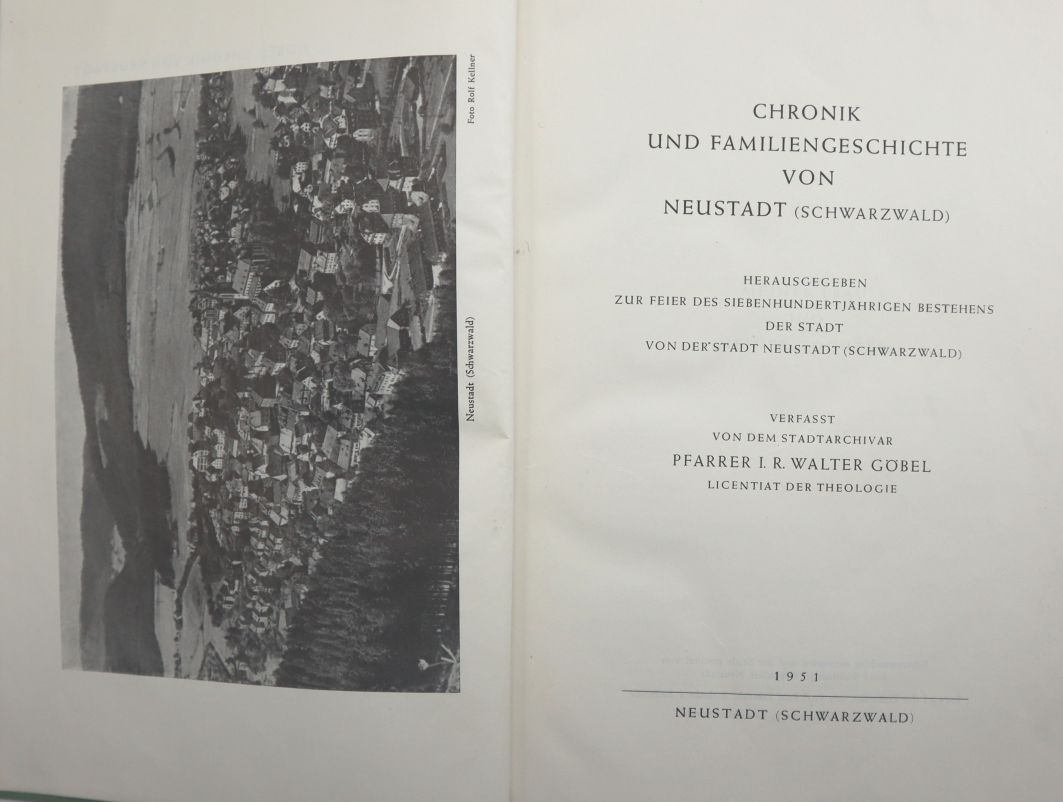 Foto Rolf Kellner
Neustadt (Schwarzwald)
CHRONIK
UND FAMILIENGESCHICHTE
VON
NEUSTADT (SCHWARZWALD)
HERAUSGEGEBEN
ZUR FEIER DES SIEBENHUNDERTJÄHRIGEN BESTEHENS
DER STADT
VON DER STADT NEUSTADT (SCHWARZWALD)
VERFASST
VON DEM STADTARCHIVAR
PFARRER I. R. WALTER GÖBEL
LICENTIAT DER THEOLOGIE
1951
NEUSTADT (SCHWARZWALD)